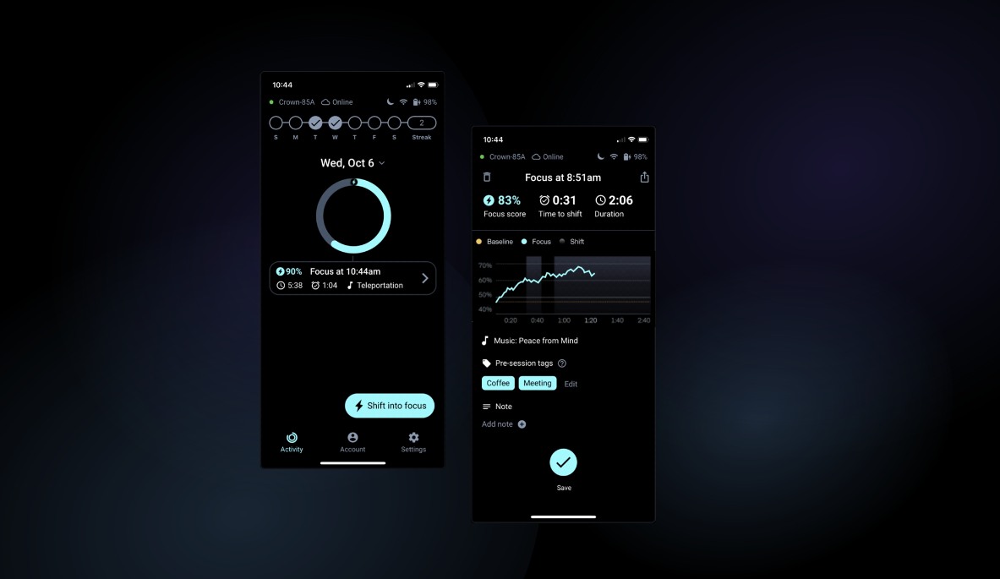 10:44
Crown-85A Online 98%
2
S M T W T F S Streak
Wed, Oct 6
90% Focus at 10:44am
5:38 1:04 Teleportation
Shift into focus
Activity Account Settings
10:44
Crown-85A Online 98%
Focus at 8:51am
83% 0:31 2:06
Focus score Time to shift Duration
Baseline Focus Shift
70%
60%
50%
40%
0:20 0:40 1:00 1:20 1:40 2:40
Music: Peace from Mind
Pre-session tags
Coffee Meeting Edit
Note
Add note
Save